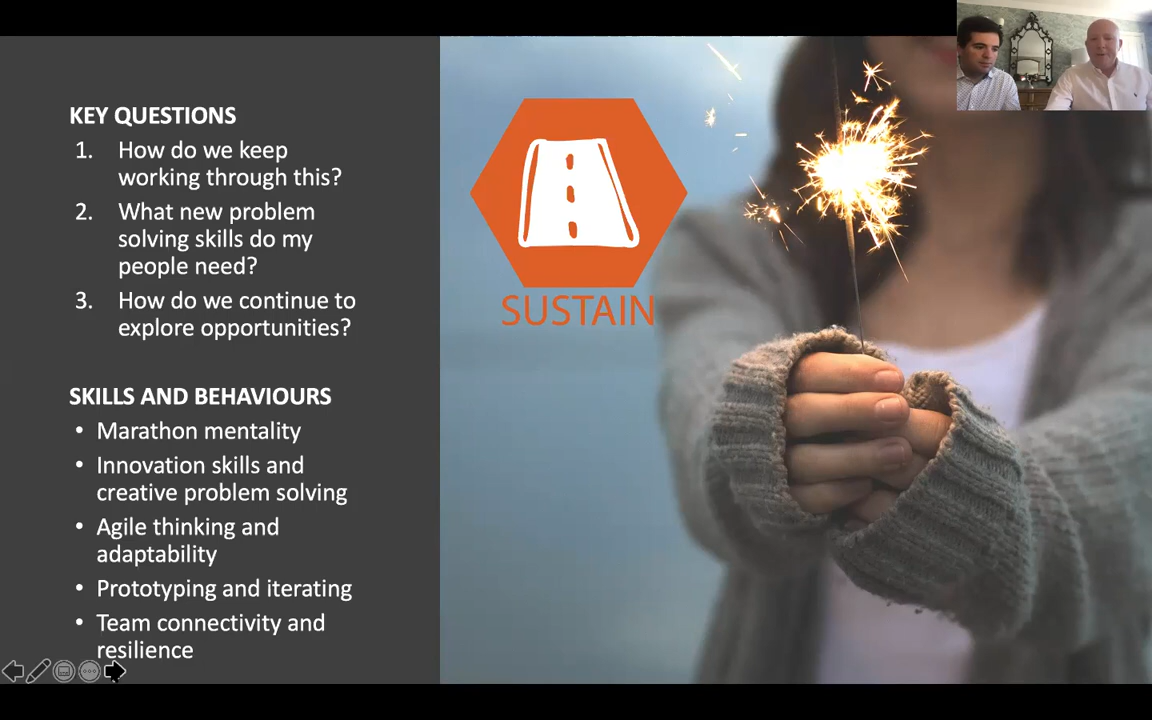 KEY QUESTIONS
1. How do we keep
working through this?
2. What new problem
solving skills do my
people need?
3. How do we continue to
explore opportunities?
SKILLS AND BEHAVIOURS
• Marathon mentality
• Innovation skills and
creative problem solving
• Agile thinking and
adaptability
• Prototyping and iterating
• Team connectivity and
resilience
SUSTAIN